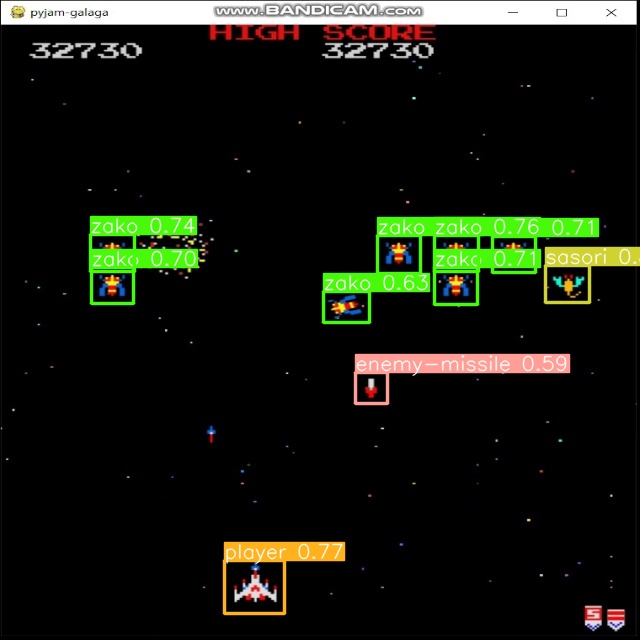 pyjam-galaga
www.BANDICAM.com
HIGH SCORE
32730 32730
zako 0.74
zako zako 0.76 0.71
zako 0.70
zako 0.71
sasori 0.
zako 0.63
enemy-missile 0.59
player 0.77
S